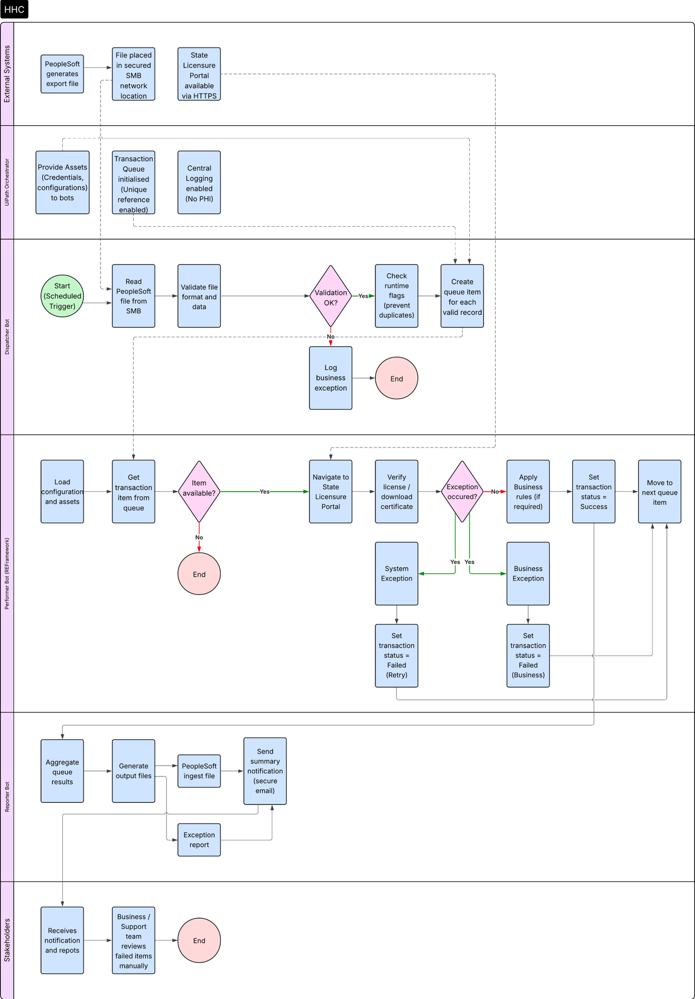 HHC
External Systems
PeopleSoft
generates
export file
File placed
in secured
SMB
network
location
State
Licensure
Portal
available
via HTTPS
UiPath Orchestrator
Provide Assets
(Credentials,
configurations)
to bots
Transaction
Queue
initialised
(Unique
reference
enabled)
Central
Logging
enabled
(No PHI)
Dispatcher Bot
Start
(Scheduled
Trigger)
Read
PeopleSoft
file from
SMB
Validate file
format and
data
Validation
OK?
Yes
Check
runtime
flags
(prevent
duplicates)
Create
queue item
for each
valid record
No
Log
business
exception
End
Performer Bot (REFramework)
Load
configuration
and assets
Get
transaction
item from
queue
Item
available?
Yes
Navigate to
State
Licensure
Portal
Verify
license /
download
certificate
Exception
occured?
No
Apply
Business
rules (if
required)
Set
transaction
status =
Success
Move to
next queue
item
No
End
Yes
Yes
System
Exception
Business
Exception
Set
transaction
status =
Failed
(Retry)
Set
transaction
status =
Failed
(Business)
Reporter Bot
Aggregate
queue
results
Generate
output files
PeopleSoft
ingest file
Send
summary
notification
(secure
email)
Exception
report
Stakeholders
Receives
notification
and repots
Business /
Support
team
reviews
failed items
manually
End